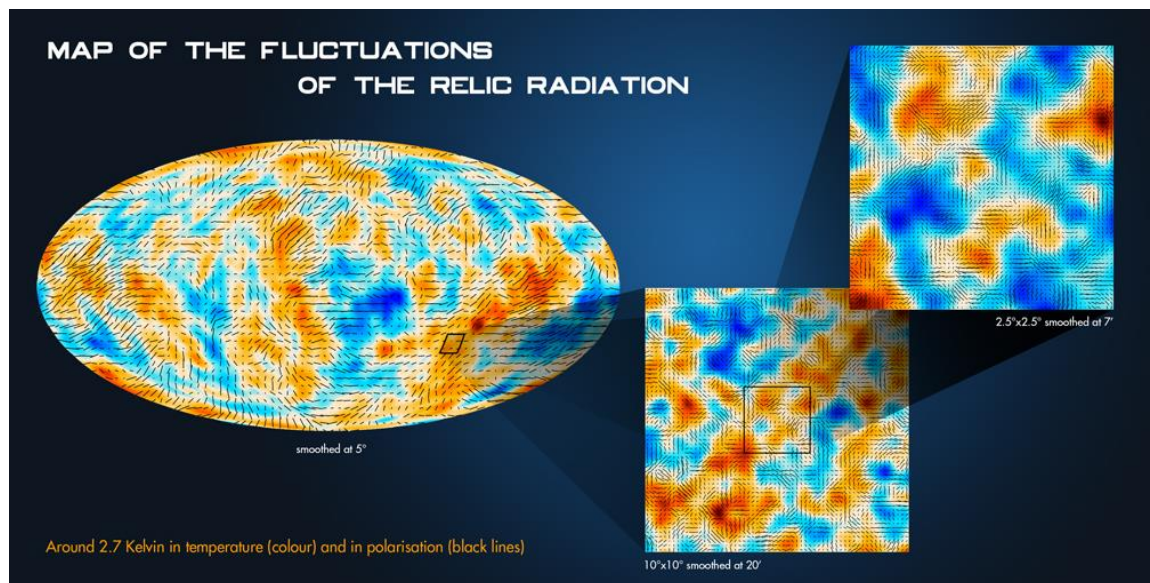 MAP OF THE FLUCTUATIONS
OF THE RELIC RADIATION
2.5°x2.5° smoothed at 7'
smoothed at 5°
Around 2.7 Kelvin in temperature (colour) and in polarisation (black lines)
10°x10° smoothed at 20'